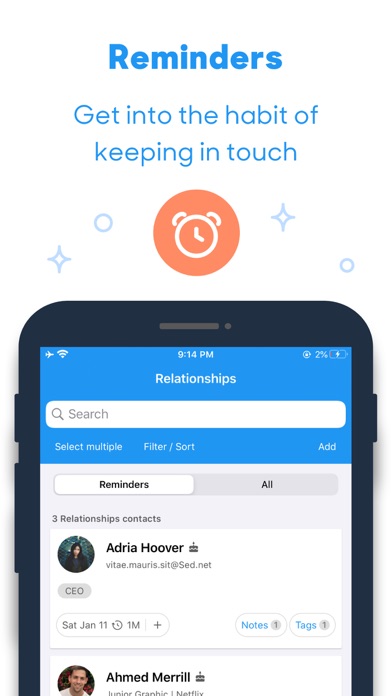 Reminders
Get into the habit of
keeping in touch
9:14 PM
2%
Relationships
Search
Select multiple
Filter / Sort
Add
Reminders
All
3 Relationships contacts
Adria Hoover
vitae.mauris.sit@Sed.net
CEO
Sat Jan 11 1M +
Notes 1
Tags 1
Ahmed Merrill
Junior Graphic | Netflix